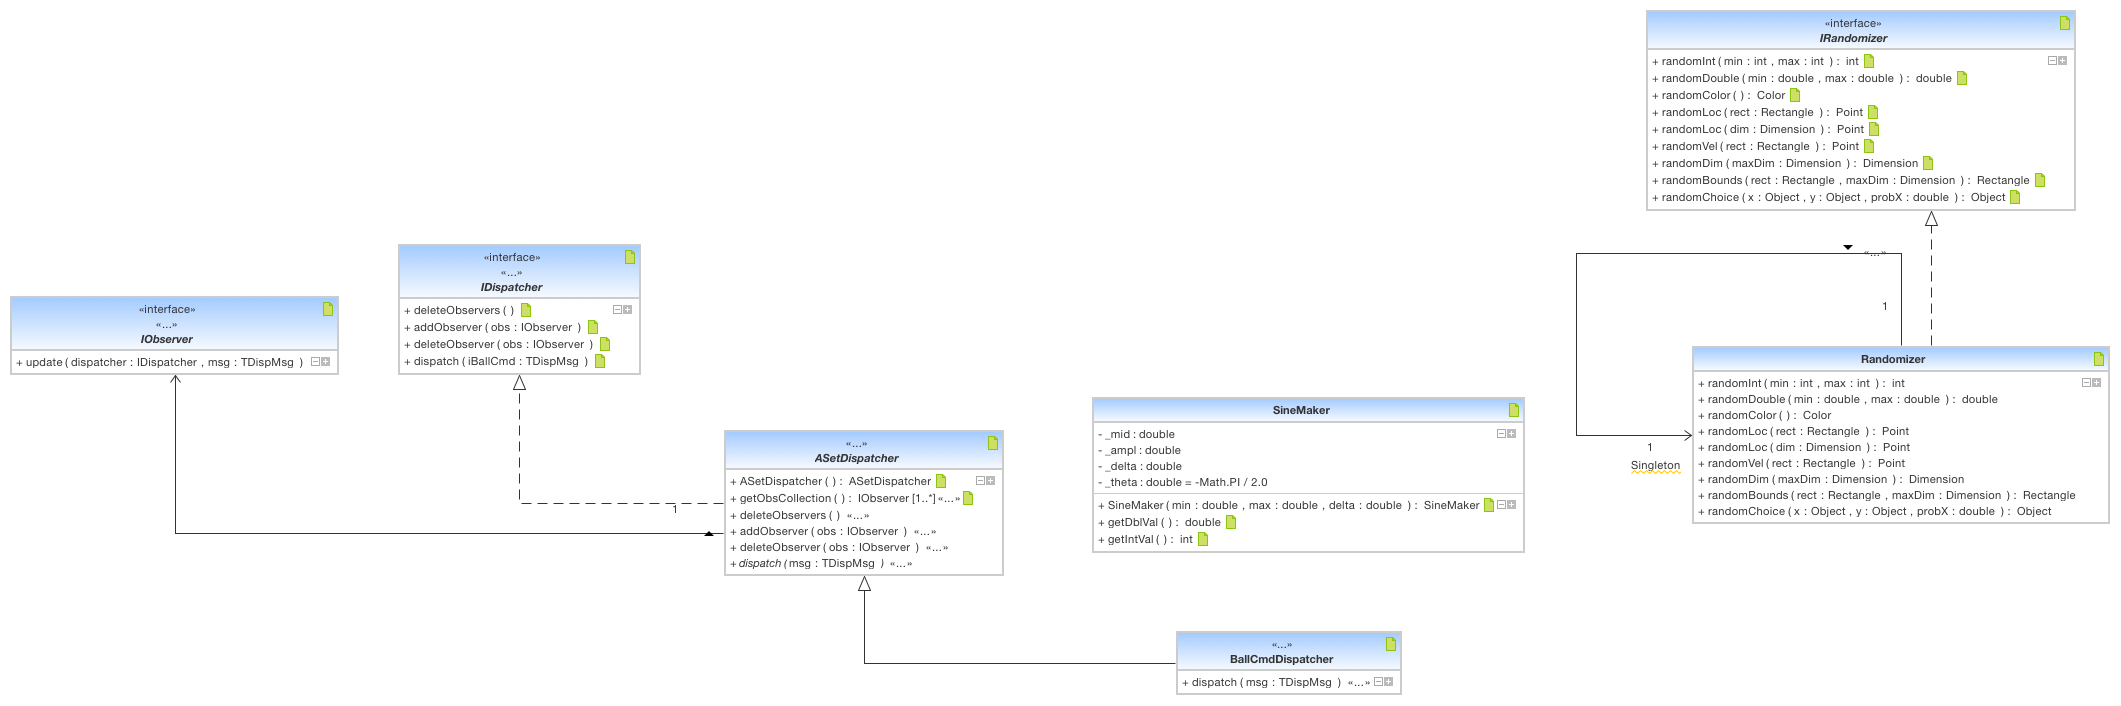 «interface»
IRandomizer
+ randomInt ( min : int , max : int ) : int
+ randomDouble ( min : double , max : double ) : double
+ randomColor ( ) : Color
+ randomLoc ( rect : Rectangle ) : Point
+ randomLoc ( dim : Dimension ) : Point
+ randomVel ( rect : Rectangle ) : Point
+ randomDim ( maxDim : Dimension ) : Dimension
+ randomBounds ( rect : Rectangle , maxDim : Dimension ) : Rectangle
+ randomChoice ( x : Object , y : Object , probX : double ) : Object
«interface»
«...»
IObserver
+ update ( dispatcher : IDispatcher , msg : TDispMsg )
«interface»
«...»
IDispatcher
+ deleteObservers ( )
+ addObserver ( obs : IObserver )
+ deleteObserver ( obs : IObserver )
+ dispatch ( iBallCmd : TDispMsg )
«...»
ASetDispatcher
+ ASetDispatcher ( ) : ASetDispatcher
+ getObsCollection ( ) : IObserver [1..*] «...»
+ deleteObservers ( ) «...»
+ addObserver ( obs : IObserver ) «...»
+ deleteObserver ( obs : IObserver ) «...»
+ dispatch ( msg : TDispMsg ) «...»
1
SineMaker
- _mid : double
- _ampl : double
- _delta : double
- _theta : double = -Math.PI / 2.0
+ SineMaker ( min : double , max : double , delta : double ) : SineMaker
+ getDblVal ( ) : double
+ getIntVal ( ) : int
«...»
1
1
Singleton
Randomizer
+ randomInt ( min : int , max : int ) : int
+ randomDouble ( min : double , max : double ) : double
+ randomColor ( ) : Color
+ randomLoc ( rect : Rectangle ) : Point
+ randomLoc ( dim : Dimension ) : Point
+ randomVel ( rect : Rectangle ) : Point
+ randomDim ( maxDim : Dimension ) : Dimension
+ randomBounds ( rect : Rectangle , maxDim : Dimension ) : Rectangle
+ randomChoice ( x : Object , y : Object , probX : double ) : Object
«...»
BallCmdDispatcher
+ dispatch ( msg : TDispMsg ) «...»